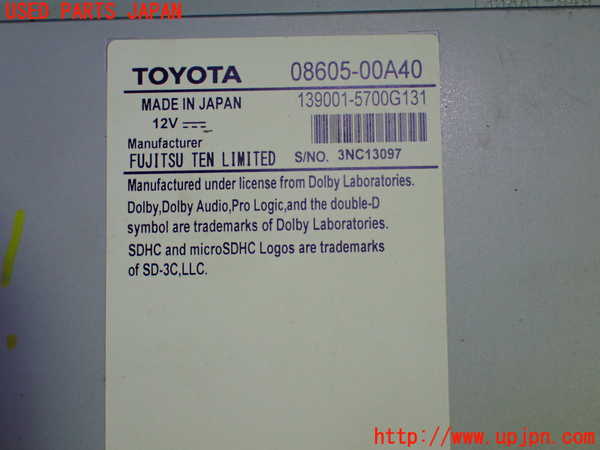 USED PARTS JAPAN
TOYOTA 08605-00A40
MADE IN JAPAN 139001-5700G131
12V
Manufacturer
FUJITSU TEN LIMITED S/NO. 3NC13097
Manufactured under license from Dolby Laboratories.
Dolby,Dolby Audio,Pro Logic,and the double-D
symbol are trademarks of Dolby Laboratories.
SDHC and microSDHC Logos are trademarks
of SD-3C,LLC.
http://www.upjpn.com